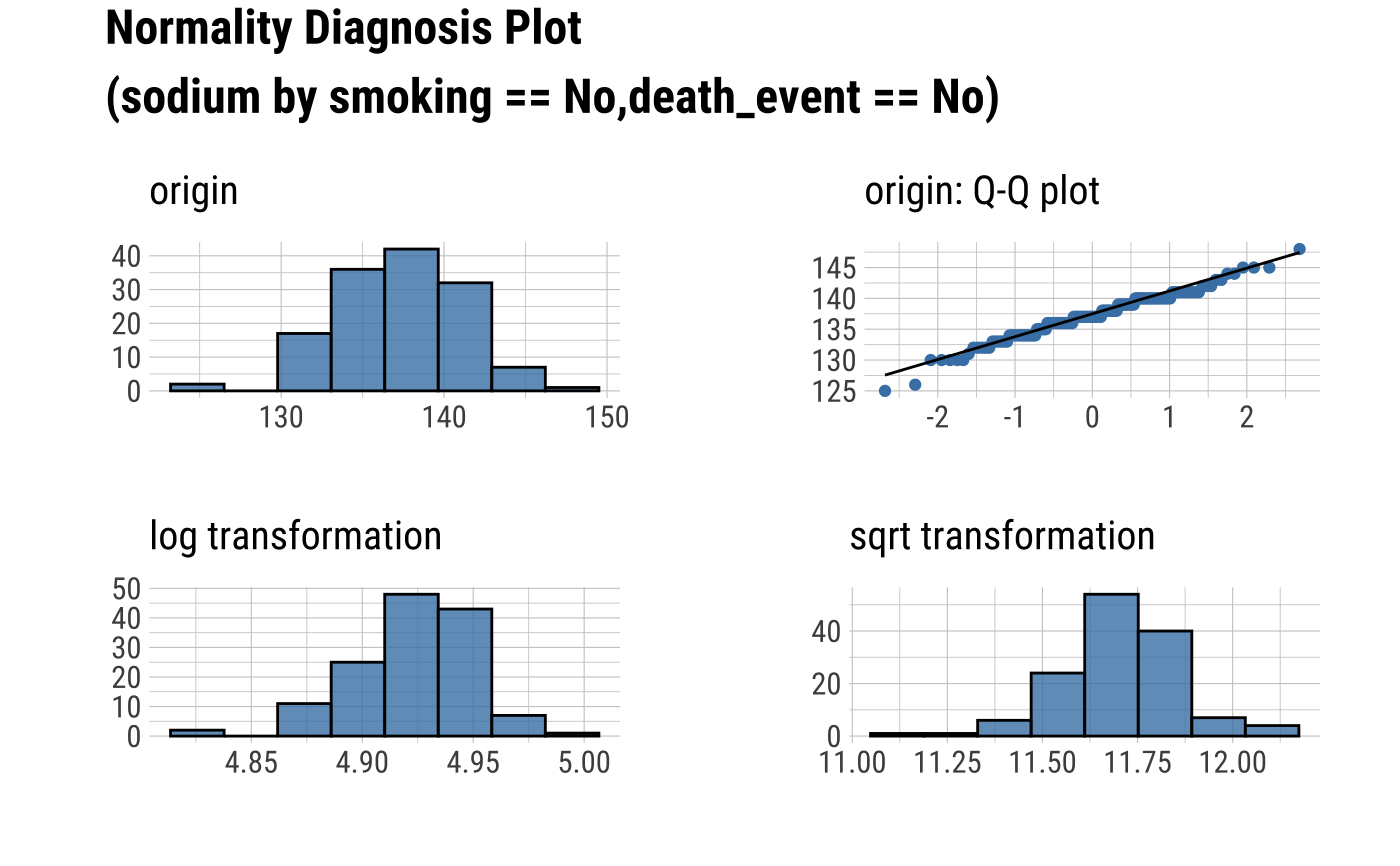 Normality Diagnosis Plot
(sodium by smoking == No,death_event == No)
origin
40
30
20
10
0
130 140 150
origin: Q-Q plot
145
140
135
130
125
-2 -1 0 1 2
log transformation
50
40
30
20
10
0
4.85 4.90 4.95 5.00
sqrt transformation
40
20
0
11.00 11.25 11.50 11.75 12.00